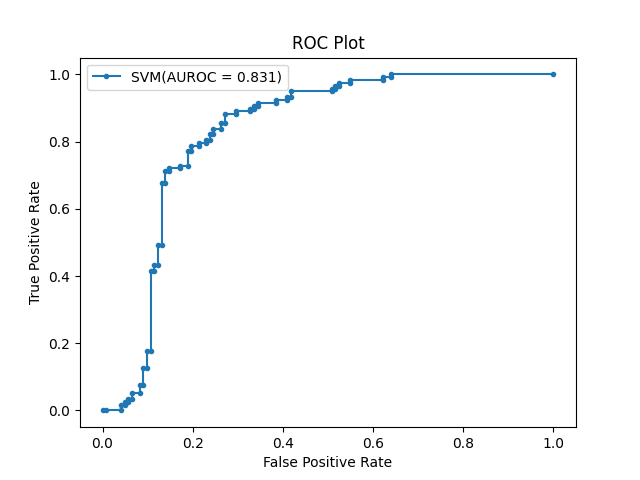 ROC Plot
SVM(AUROC = 0.831)
True Positive Rate
1.0
0.8
0.6
0.4
0.2
0.0
0.0 0.2 0.4 0.6 0.8 1.0
False Positive Rate